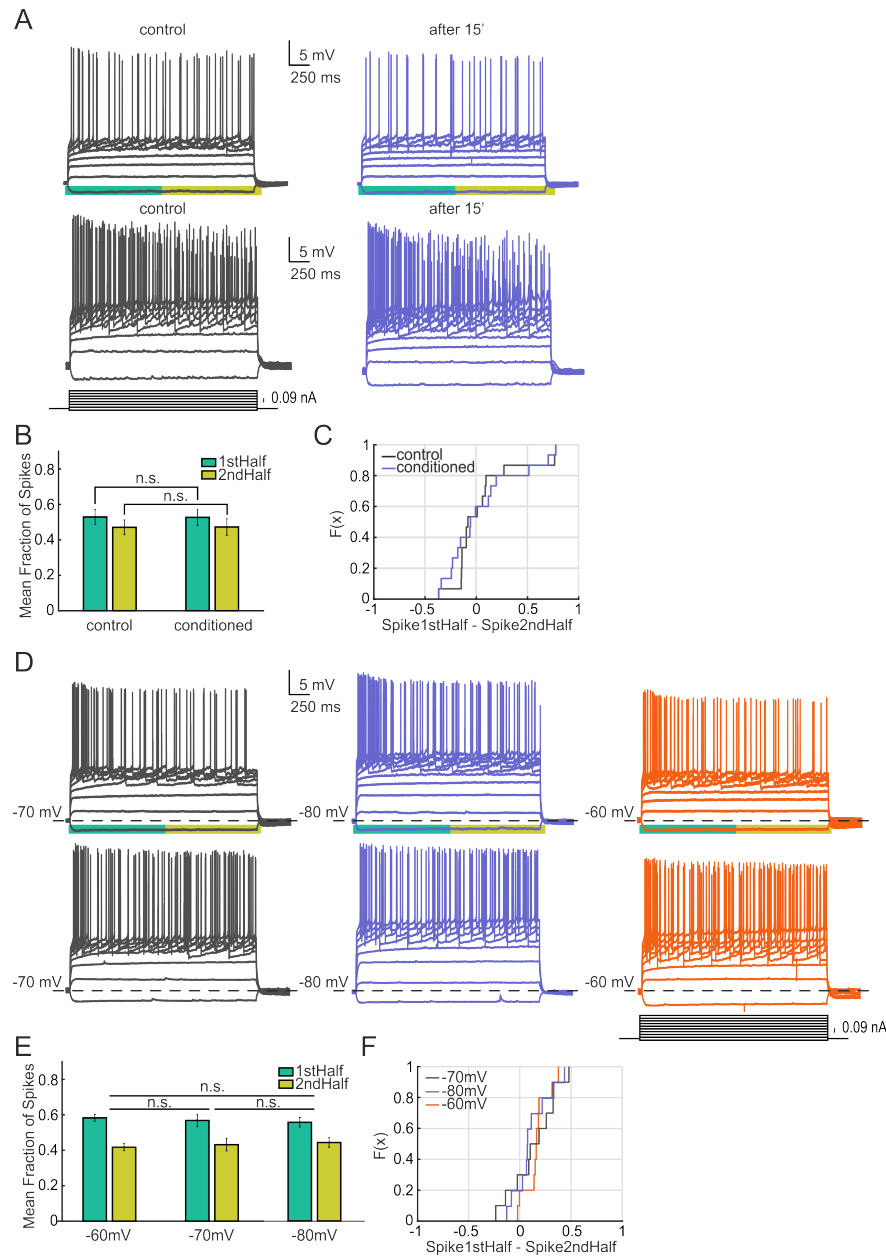 A
control
after 15'
5 mV
250 ms
control
after 15'
5 mV
250 ms
0.09 nA
B
C
Mean Fraction of Spikes
0.8
0.6
0.4
0.2
0
1stHalf
2ndHalf
n.s.
n.s.
control
conditioned
F(x)
1
0.8
0.6
0.4
0.2
0
control
conditioned
-1
-0.5
0
0.5
1
Spike1stHalf - Spike2ndHalf
D
5 mV
250 ms
-70 mV
-80 mV
-60 mV
-70 mV
-80 mV
-60 mV
0.09 nA
E
F
Mean Fraction of Spikes
0.8
0.6
0.4
0.2
0
1stHalf
2ndHalf
n.s.
n.s.
n.s.
-60mV
-70mV
-80mV
F(x)
1
0.8
0.6
0.4
0.2
0
-70mV
-80mV
-60mV
-1
-0.5
0
0.5
1
Spike1stHalf - Spike2ndHalf